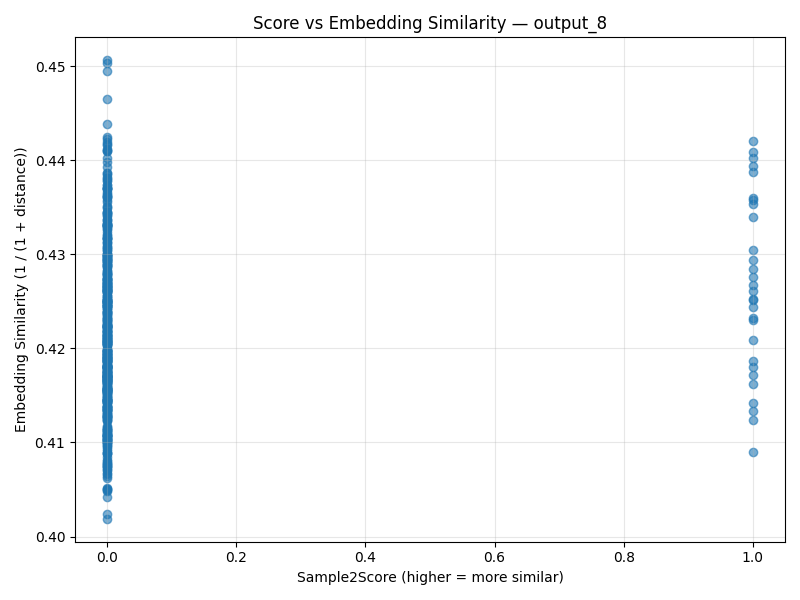 Score vs Embedding Similarity — output_8
Embedding Similarity (1 / (1 + distance))
0.45
0.44
0.43
0.42
0.41
0.40
0.0 0.2 0.4 0.6 0.8 1.0
Sample2Score (higher = more similar)